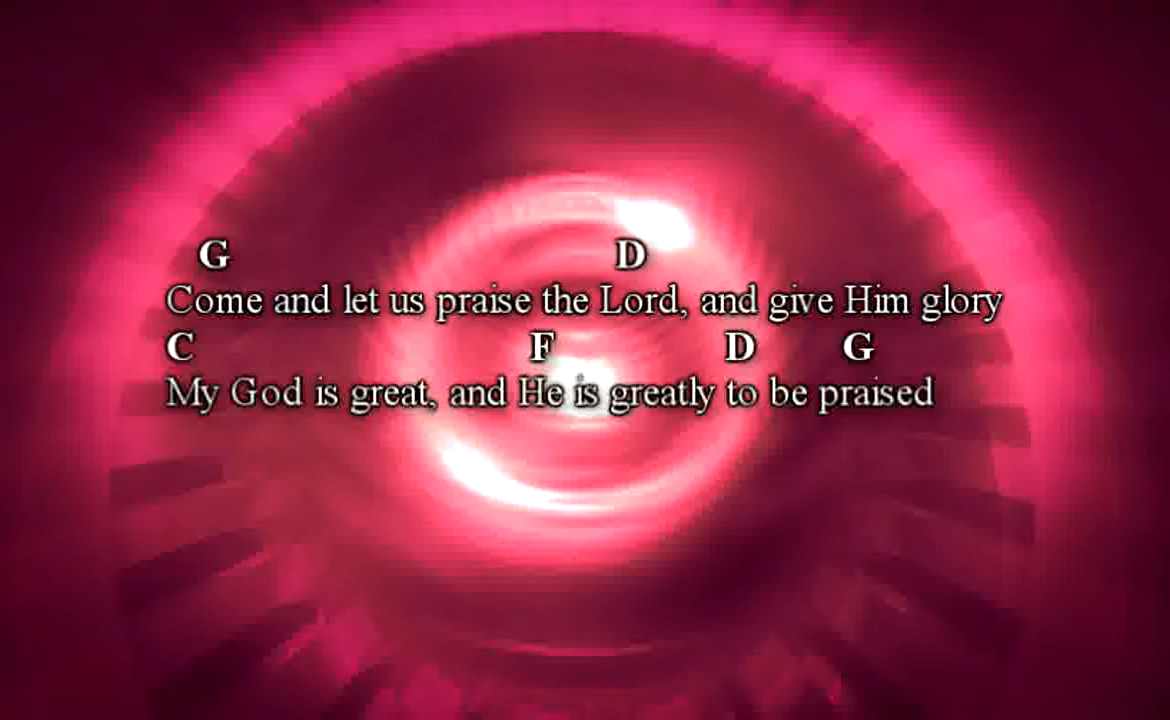 G D
Come and let us praise the Lord, and give Him glory
C F D G
My God is great, and He is greatly to be praised